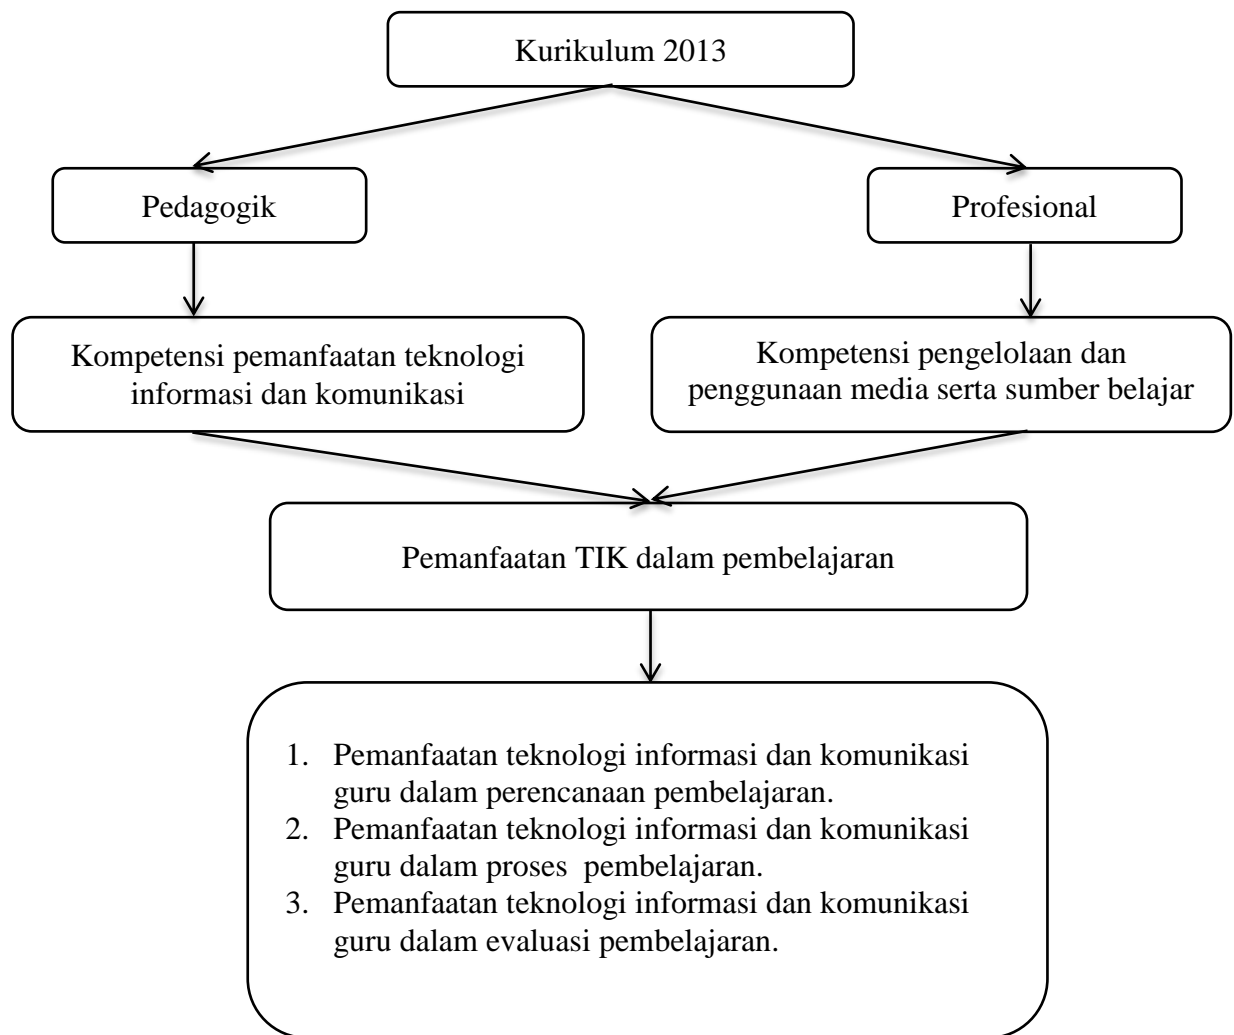 Kurikulum 2013
Pedagogik
Profesional
Kompetensi pemanfaatan teknologi
informasi dan komunikasi
Kompetensi pengelolaan dan
penggunaan media serta sumber belajar
Pemanfaatan TIK dalam pembelajaran
1. Pemanfaatan teknologi informasi dan komunikasi
guru dalam perencanaan pembelajaran.
2. Pemanfaatan teknologi informasi dan komunikasi
guru dalam proses  pembelajaran.
3. Pemanfaatan teknologi informasi dan komunikasi
guru dalam evaluasi pembelajaran.